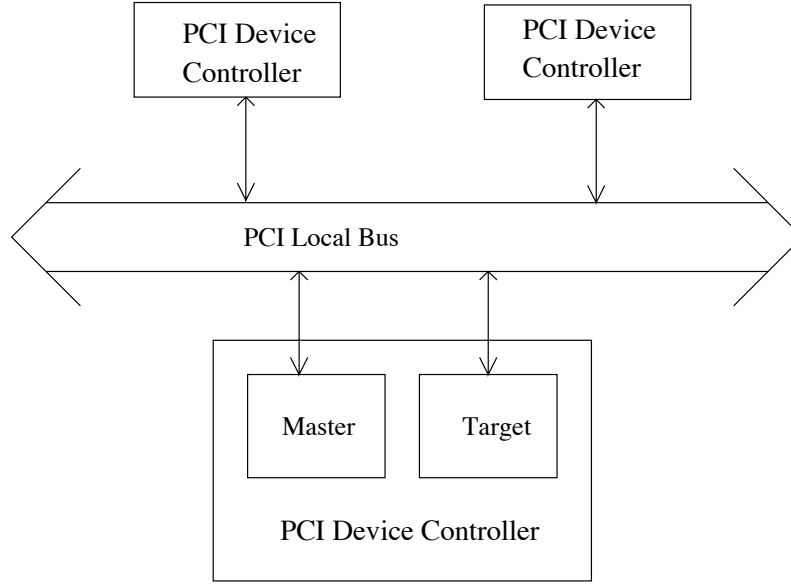 PCI Device
Controller
PCI Device
Controller
PCI Local Bus
Master
Target
PCI Device Controller